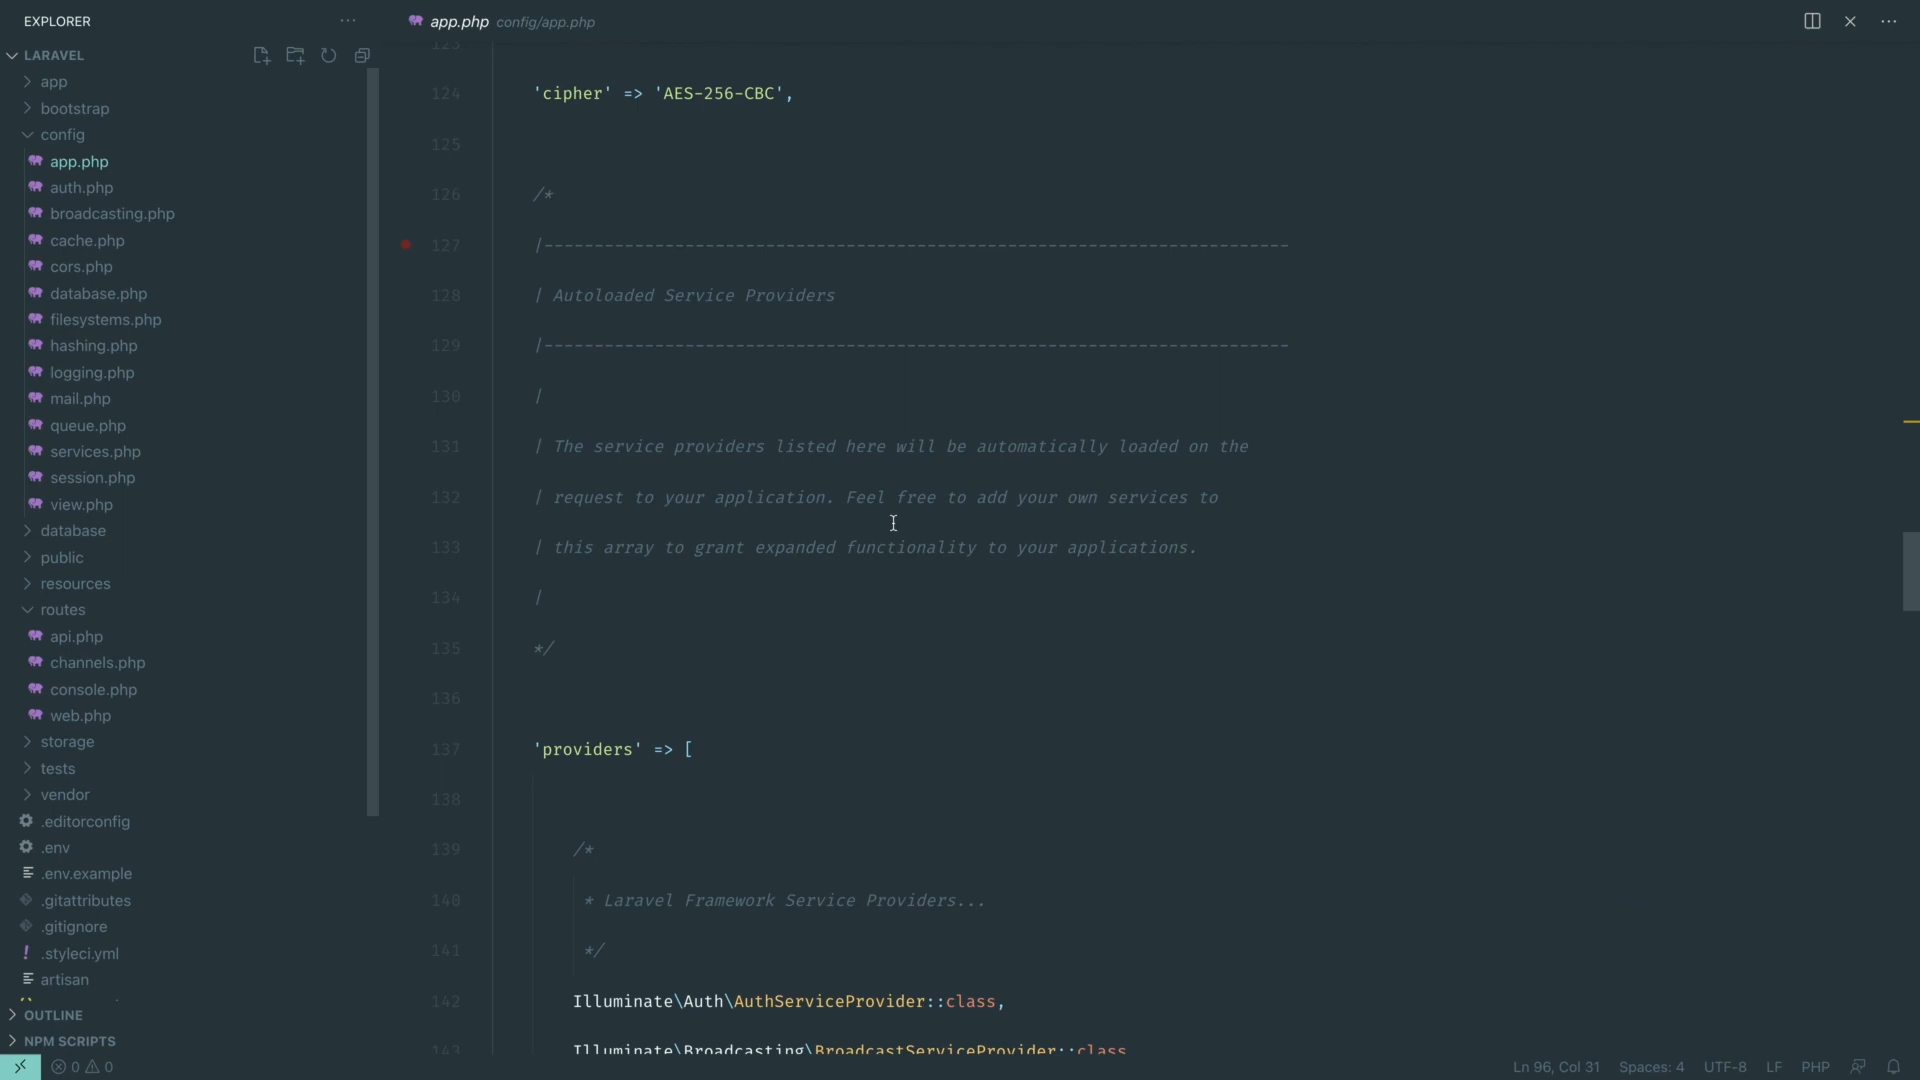 EXPLORER
LARAVEL
app
bootstrap
config
app.php
auth.php
broadcasting.php
cache.php
cors.php
database.php
filesystems.php
hashing.php
logging.php
mail.php
queue.php
services.php
session.php
view.php
database
public
resources
routes
api.php
channels.php
console.php
web.php
storage
tests
vendor
.editorconfig
.env
.env.example
.gitattributes
.gitignore
.styleci.yml
artisan
OUTLINE
NPM SCRIPTS
app.php config/app.php
123
124 'cipher' => 'AES-256-CBC',
125
126 /*
127 |--------------------------------------------------------------------------
128 | Autoloaded Service Providers
129 |--------------------------------------------------------------------------
130 |
131 | The service providers listed here will be automatically loaded on the
132 | request to your application. Feel free to add your own services to
133 | this array to grant expanded functionality to your applications.
134 |
135 */
136
137 'providers' => [
138
139 /*
140 * Laravel Framework Service Providers...
141 */
142 Illuminate\Auth\AuthServiceProvider::class,
143 Illuminate\Broadcasting\BroadcastServiceProvider::class
0 0
Ln 96, Col 31 Spaces: 4 UTF-8 LF PHP